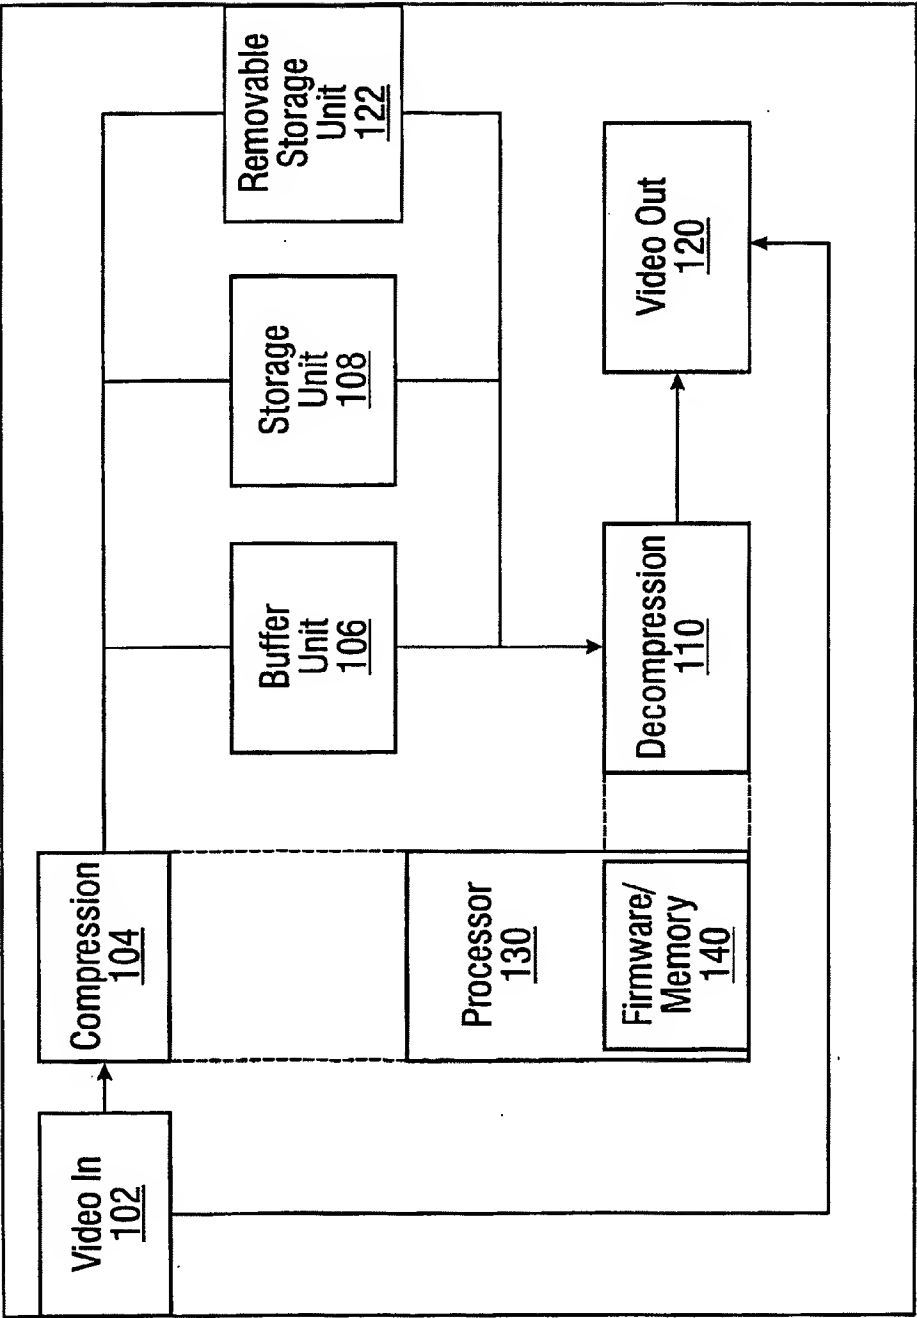 Video In
102
Compression
104
Buffer
Unit
106
Storage
Unit
108
Removable
Storage
Unit
122
Processor
130
Firmware/
Memory
140
Decompression
110
Video Out
120